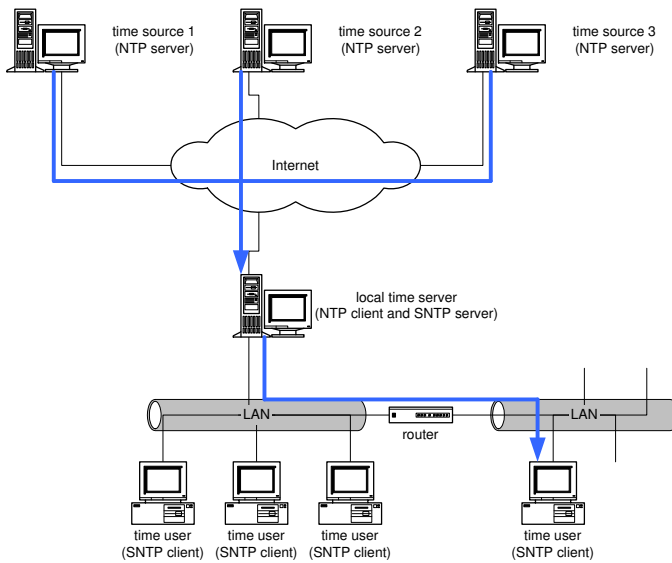 time source 1
(NTP server)
time source 2
(NTP server)
time source 3
(NTP server)
Internet
local time server
(NTP client and SNTP server)
LAN
router
LAN
time user
(SNTP client)
time user
(SNTP client)
time user
(SNTP client)
time user
(SNTP client)